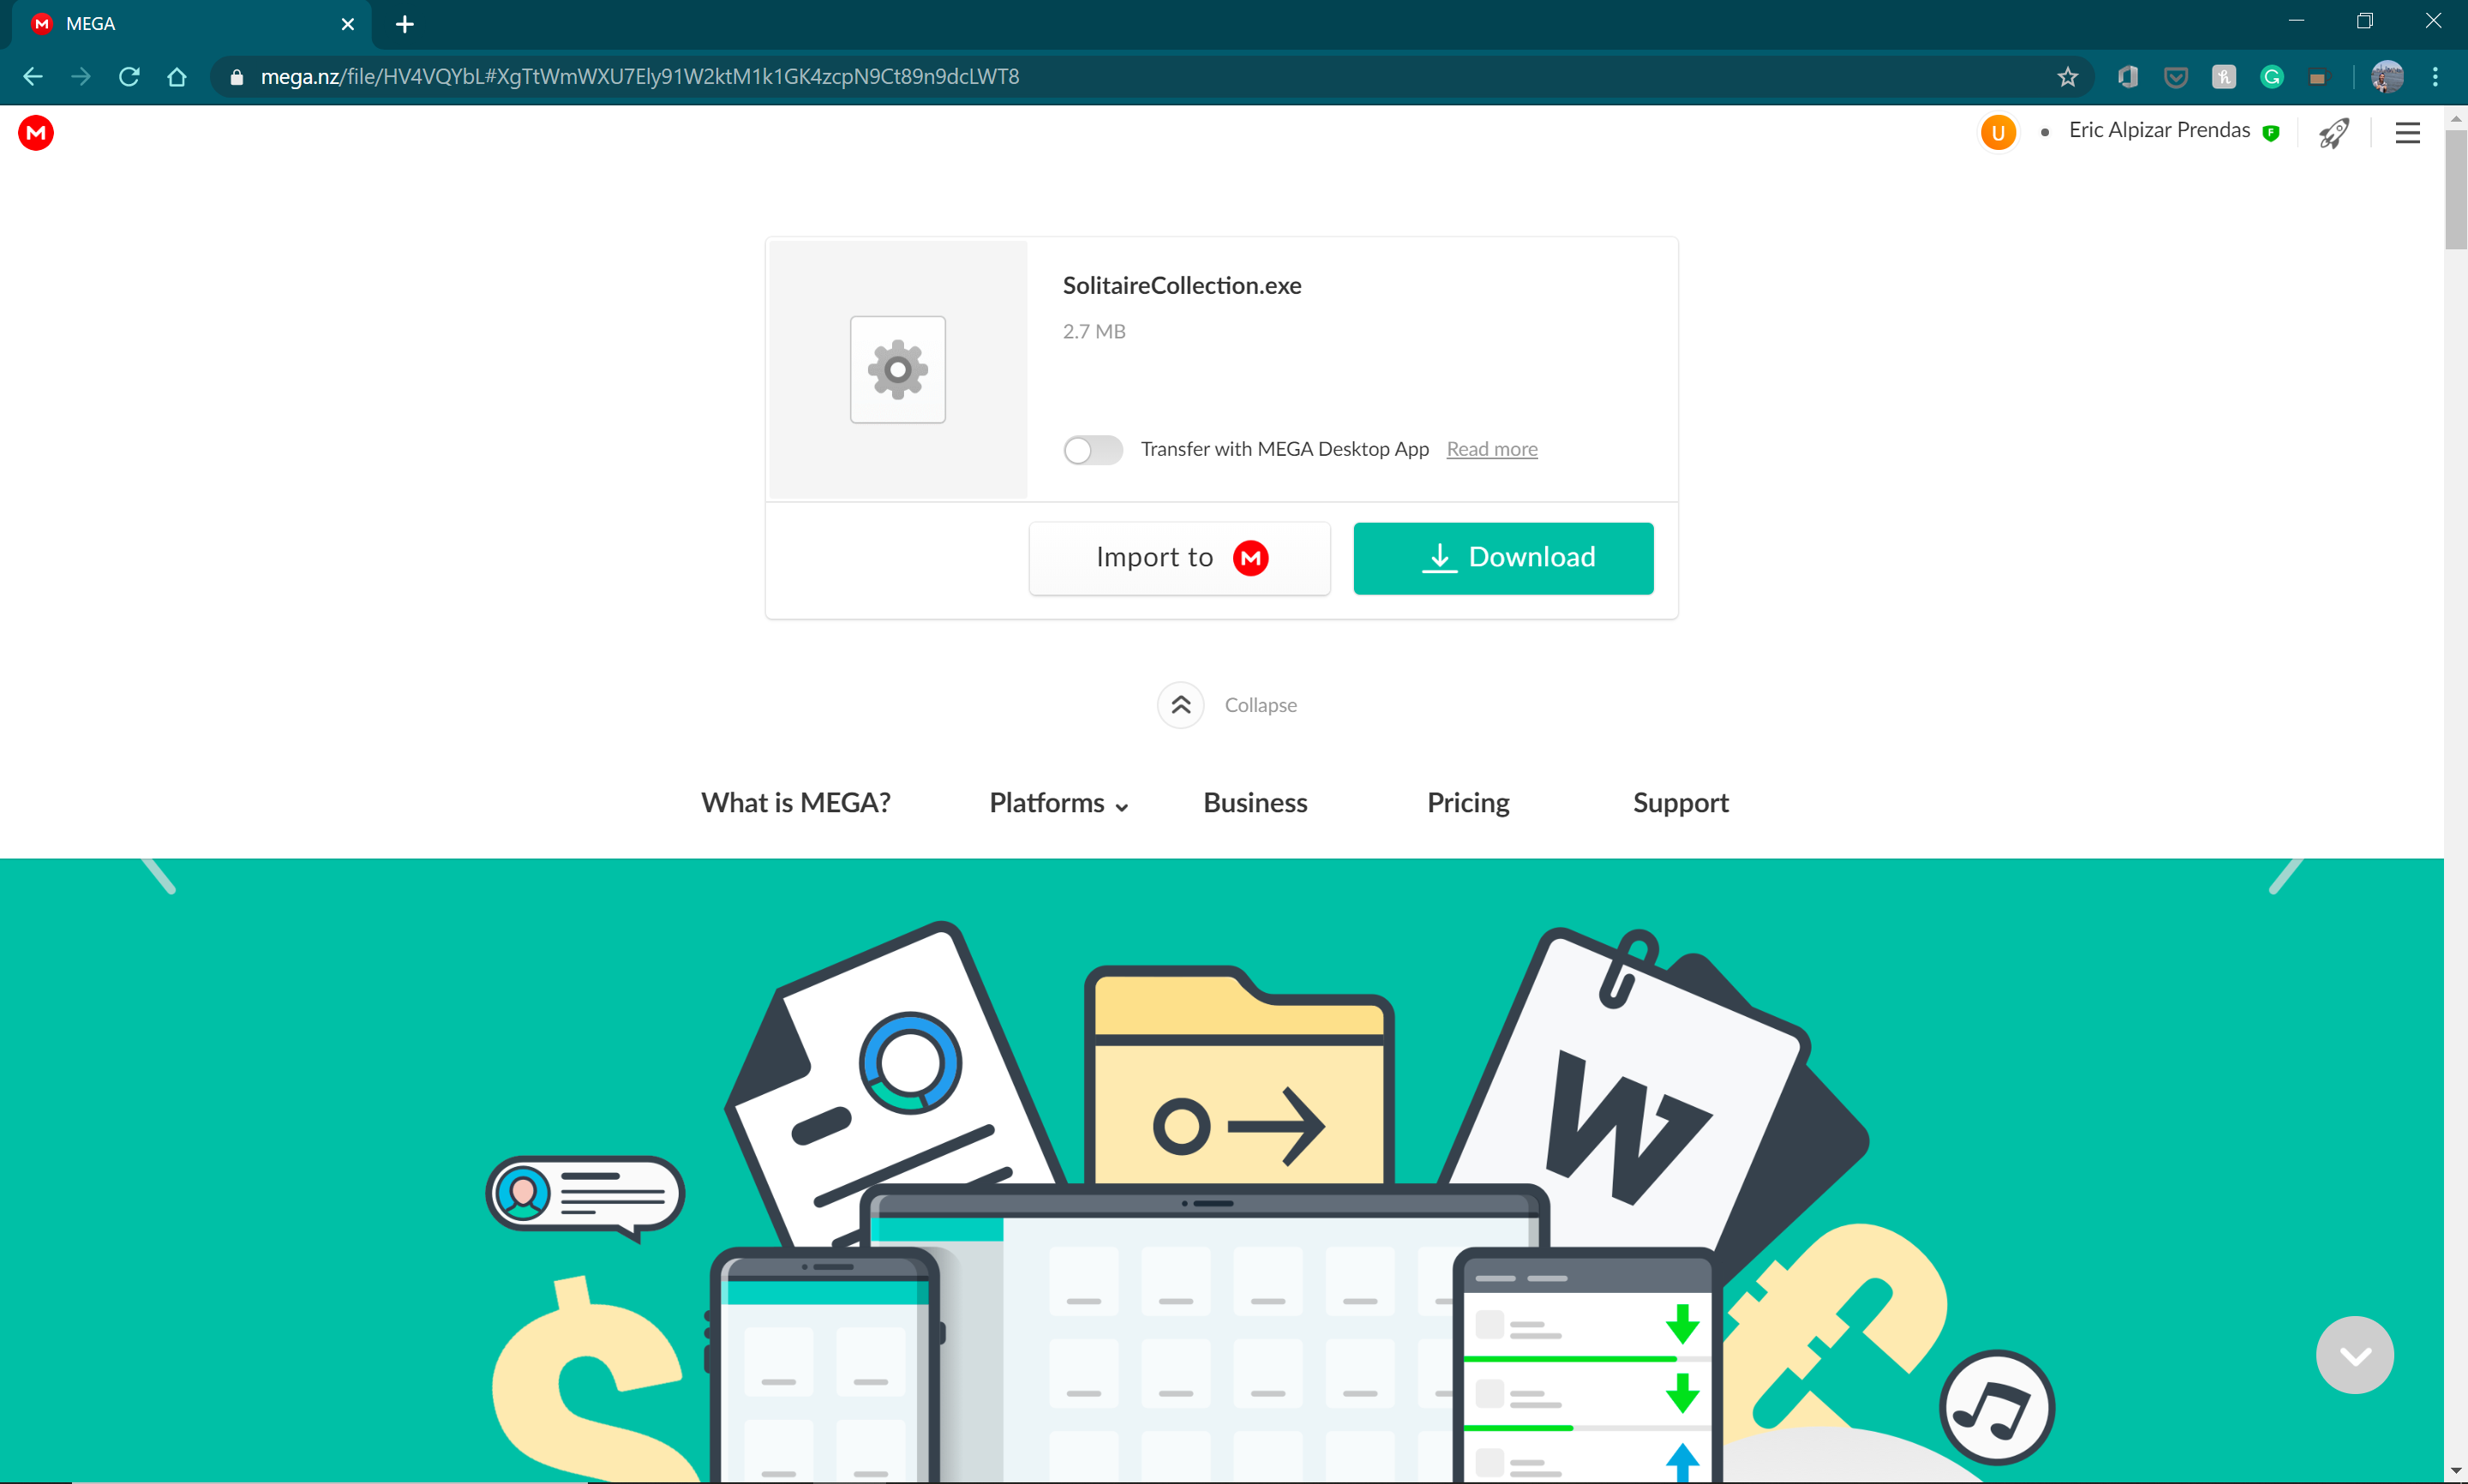 MEGA
mega.nz/file/HV4VQYbL#XgTtWmWXU7Ely91W2ktM1k1GK4zcpN9Ct89n9dcLWT8
U
Eric Alpizar Prendas
F
SolitaireCollection.exe
2.7 MB
Transfer with MEGA Desktop App Read more
Import to M
Download
Collapse
What is MEGA? Platforms Business Pricing Support
W